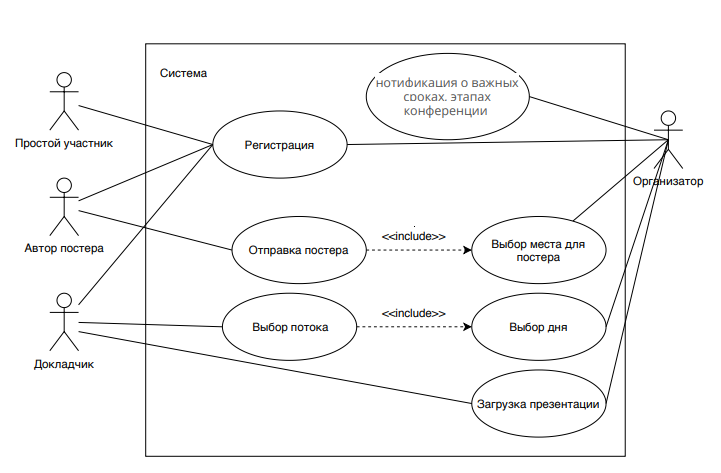 Система
нотификация о важных
сроках, этапах
конференции
Простой участник
Регистрация
Организатор
Автор постера
Отправка постера
<<include>>
Выбор места для
постера
Докладчик
Выбор потока
<<include>>
Выбор дня
Загрузка презентации